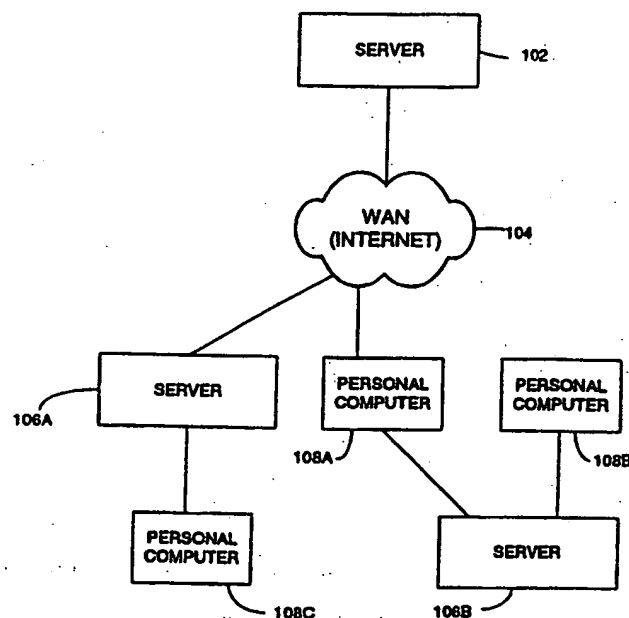 SERVER
102
WAN
(INTERNET)
104
SERVER
106A
PERSONAL
COMPUTER
108A
PERSONAL
COMPUTER
108B
PERSONAL
COMPUTER
108C
SERVER
106B